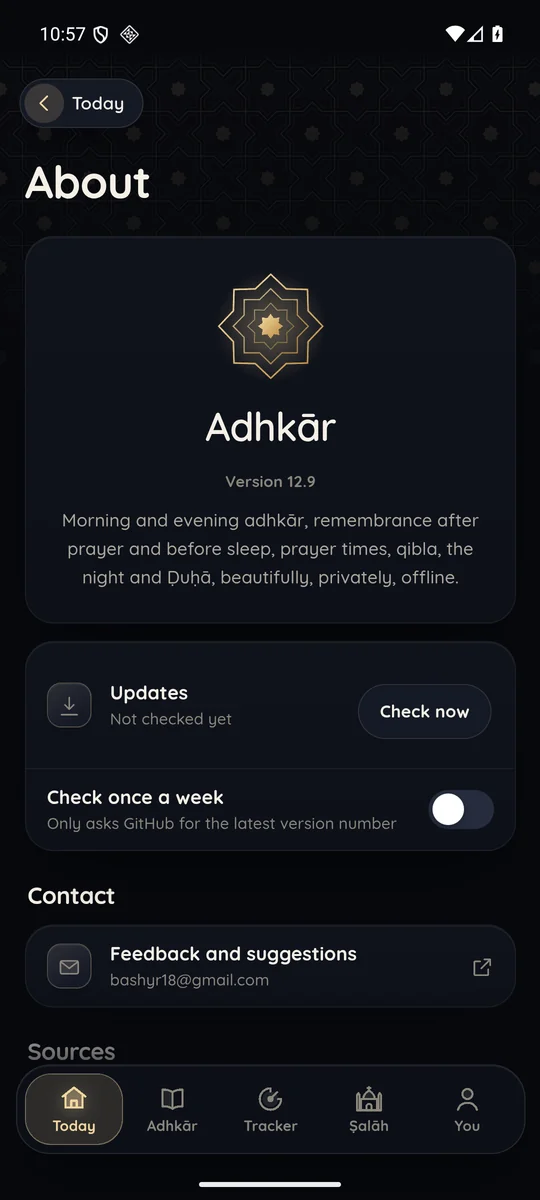 10:57
Today
About
Adhkār
Version 12.9
Morning and evening adhkār, remembrance after
prayer and before sleep, prayer times, qibla, the
night and Ḍuḥā, beautifully, privately, offline.
Updates
Not checked yet
Check now
Check once a week
Only asks GitHub for the latest version number
Contact
Feedback and suggestions
bashyr18@gmail.com
Sources
Today
Adhkār
Tracker
Ṣalāh
You